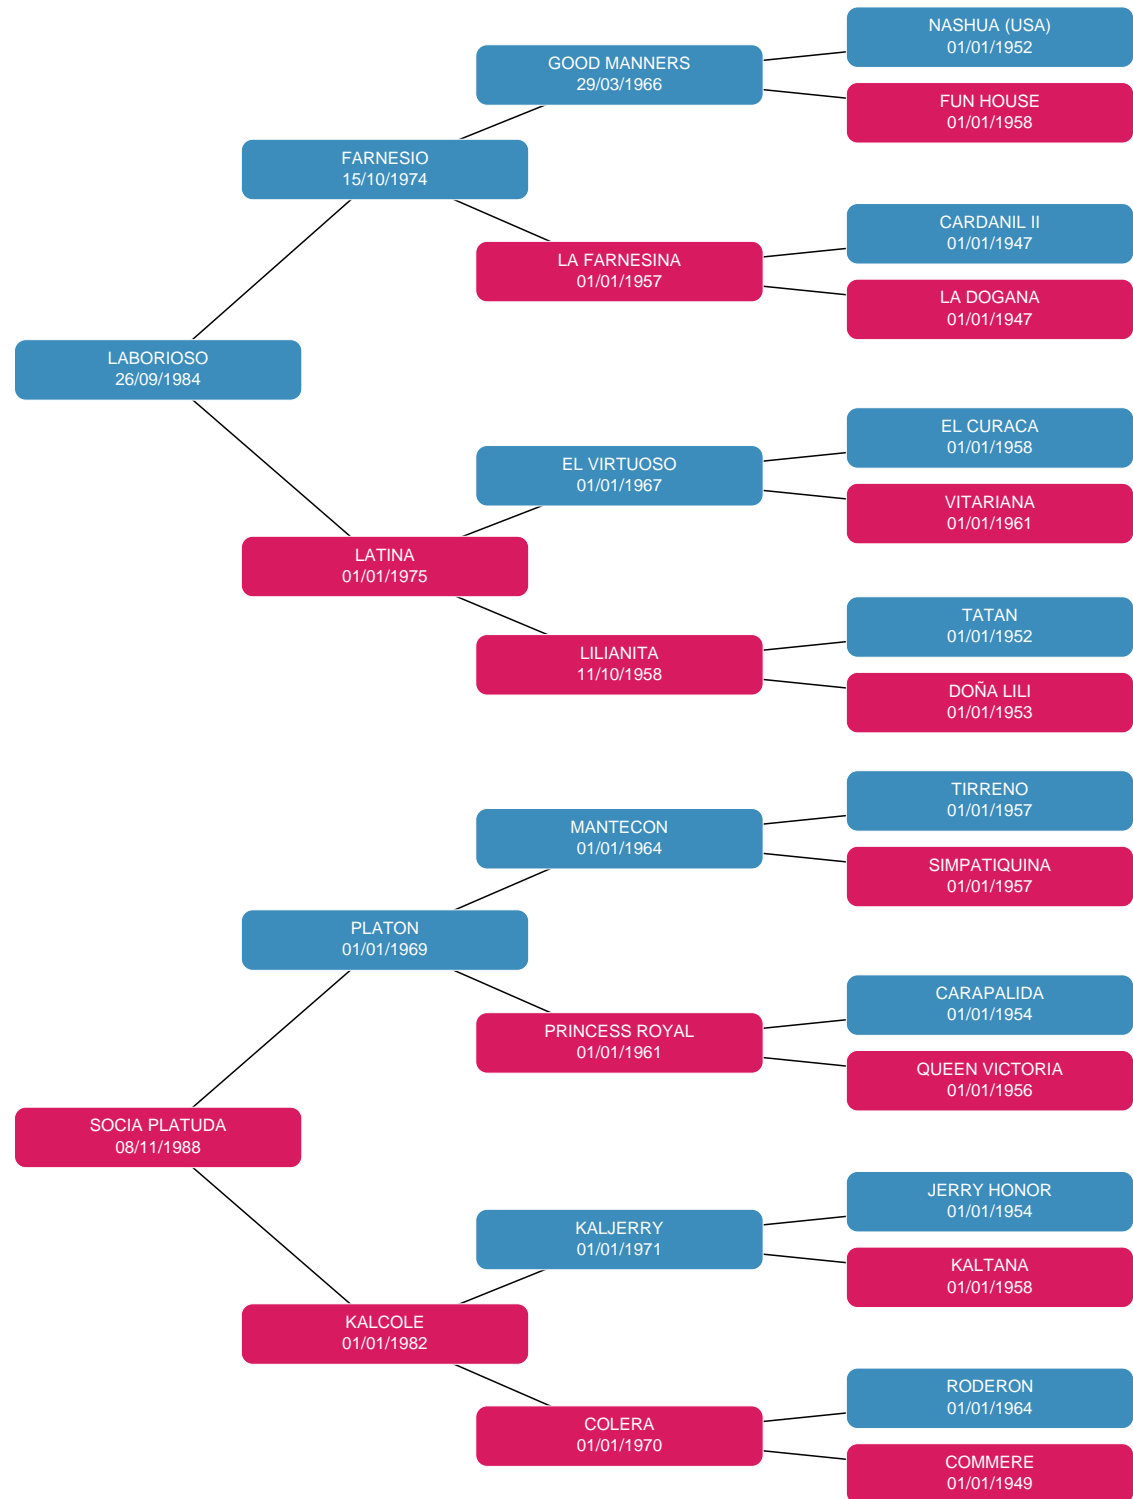 NASHUA (USA)
01/01/1952
GOOD MANNERS
29/03/1966
FUN HOUSE
01/01/1958
FARNESIO
15/10/1974
CARDANIL II
01/01/1947
LA FARNESINA
01/01/1957
LA DOGANA
01/01/1947
LABORIOSO
26/09/1984
EL CURACA
01/01/1958
EL VIRTUOSO
01/01/1967
VITARIANA
01/01/1961
LATINA
01/01/1975
TATAN
01/01/1952
LILIANITA
11/10/1958
DOÑA LILI
01/01/1953
TIRRENO
01/01/1957
MANTECON
01/01/1964
SIMPATIQUINA
01/01/1957
PLATON
01/01/1969
CARAPALIDA
01/01/1954
PRINCESS ROYAL
01/01/1961
QUEEN VICTORIA
01/01/1956
SOCIA PLATUDA
08/11/1988
JERRY HONOR
01/01/1954
KALJERRY
01/01/1971
KALTANA
01/01/1958
KALCOLE
01/01/1982
RODERON
01/01/1964
COLERA
01/01/1970
COMMERE
01/01/1949